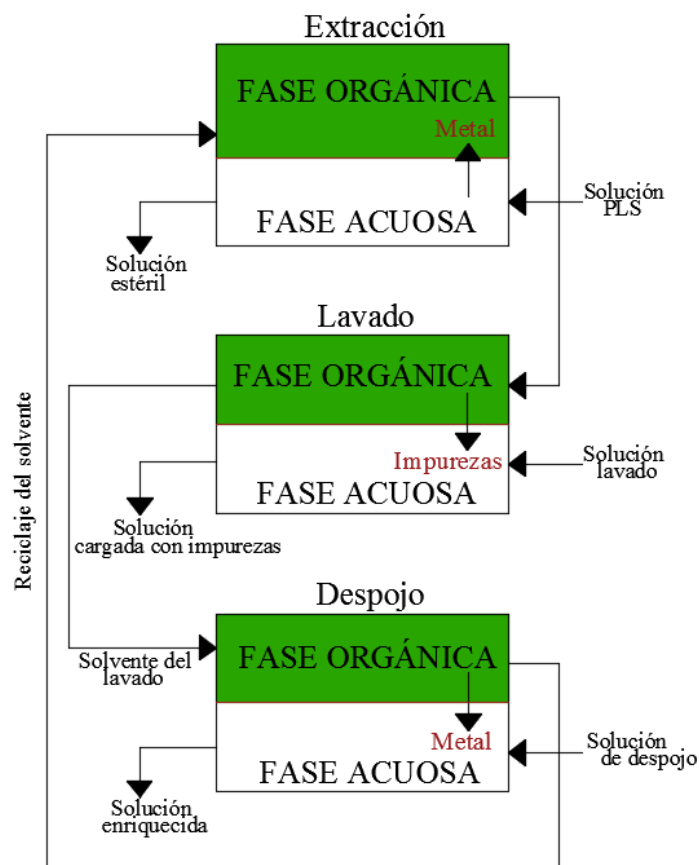 Extracción
FASE ORGÁNICA
Metal
Solución
PLS
FASE ACUOSA
Solución
estéril
Lavado
FASE ORGÁNICA
Impurezas
Solución
lavado
FASE ACUOSA
Solución
cargada con impurezas
Reciclaje del solvente
Despojo
FASE ORGÁNICA
Solvente del
lavado
Metal
Solución
de despojo
FASE ACUOSA
Solución
enriquecida